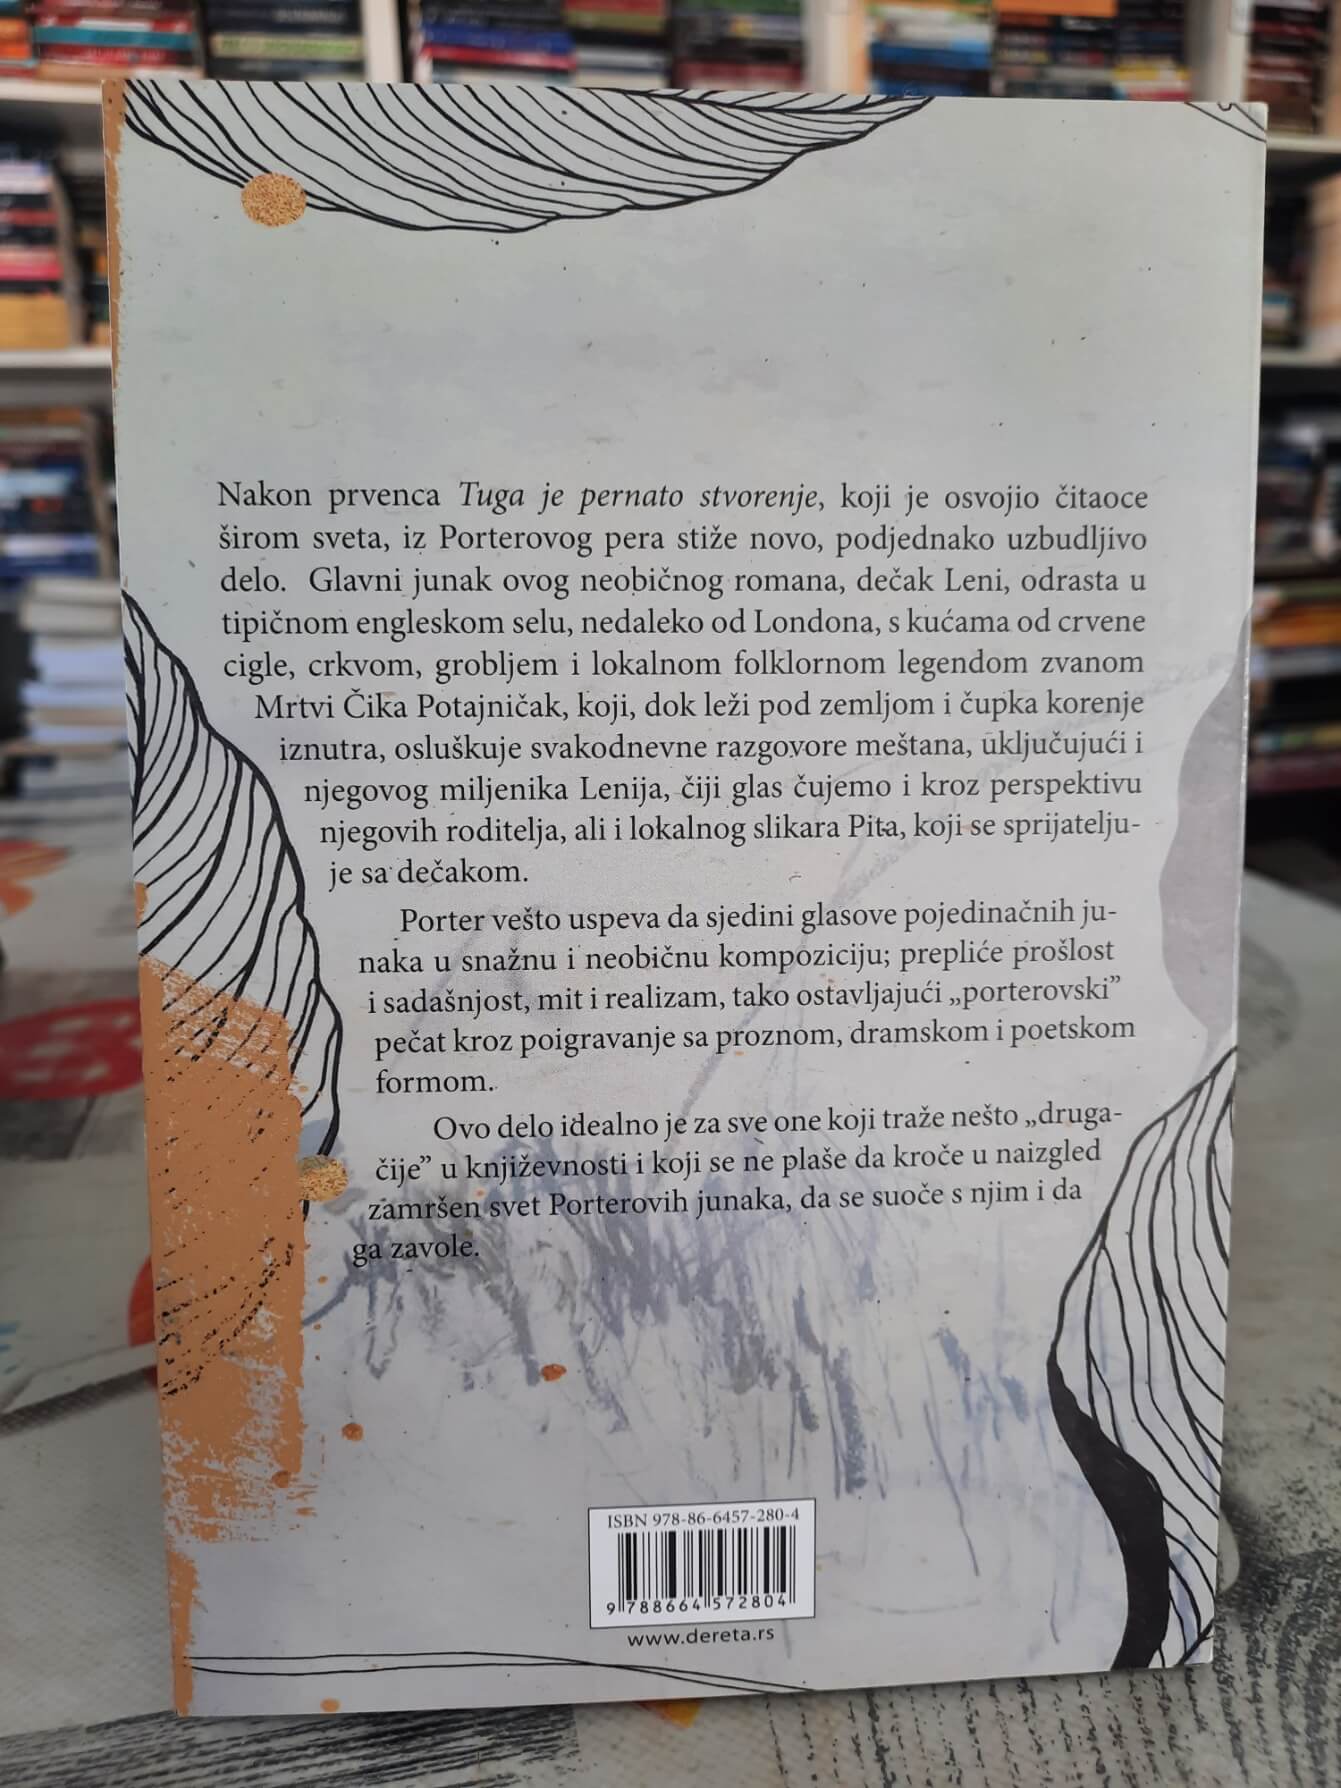 Nakon prvenca Tuga je pernato stvorenje, koji je osvojio čitaoce
širom sveta, iz Porterovog pera stiže novo, podjednako uzbudljivo
delo. Glavni junak ovog neobičnog romana, dečak Leni, odrasta u
tipičnom engleskom selu, nedaleko od Londona, s kućama od crvene
cigle, crkvom, grobljem i lokalnom folklornom legendom zvanom
Mrtvi Čika Potajničak, koji, dok leži pod zemljom i čupka korenje
iznutra, osluškuje svakodnevne razgovore meštana, uključujući i
njegovog miljenika Lenija, čiji glas čujemo i kroz perspektivu
njegovih roditelja, ali i lokalnog slikara Pita, koji se sprijatelju-
je sa dečakom.
Porter vešto uspeva da sjedini glasove pojedinačnih ju-
naka u snažnu i neobičnu kompoziciju; prepliće prošlost
i sadašnjost, mit i realizam, tako ostavljajući „porterovski”
pečat kroz poigravanje sa proznom, dramskom i poetskom
formom.
Ovo delo idealno je za sve one koji traže nešto „druga-
čije” u književnosti i koji se ne plaše da kroče u naizgled
zamršen svet Porterovih junaka, da se suoče s njim i da
ga zavole.
ISBN 978-86-6457-280-4
9 788664 572804
www.dereta.rs